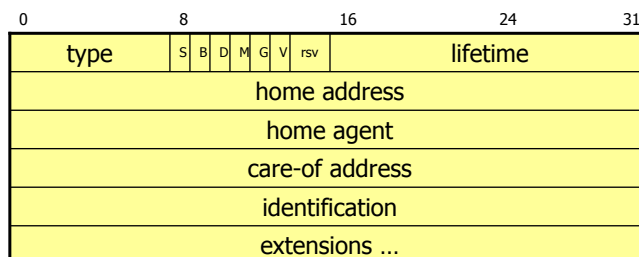 0 8 16 24 31
type S B D M G V rsv lifetime
home address
home agent
care-of address
identification
extensions …